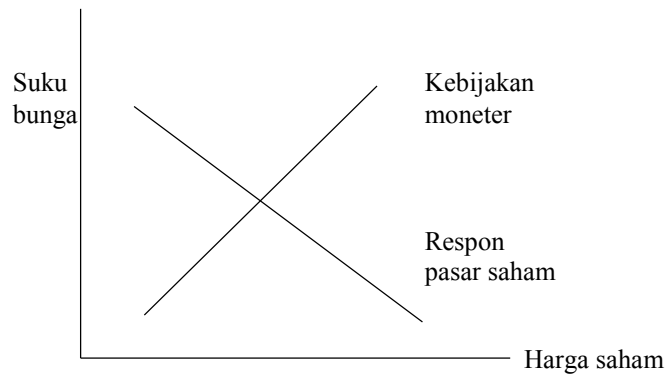 Suku
bunga
Kebijakan
moneter
Respon
pasar saham
Harga saham